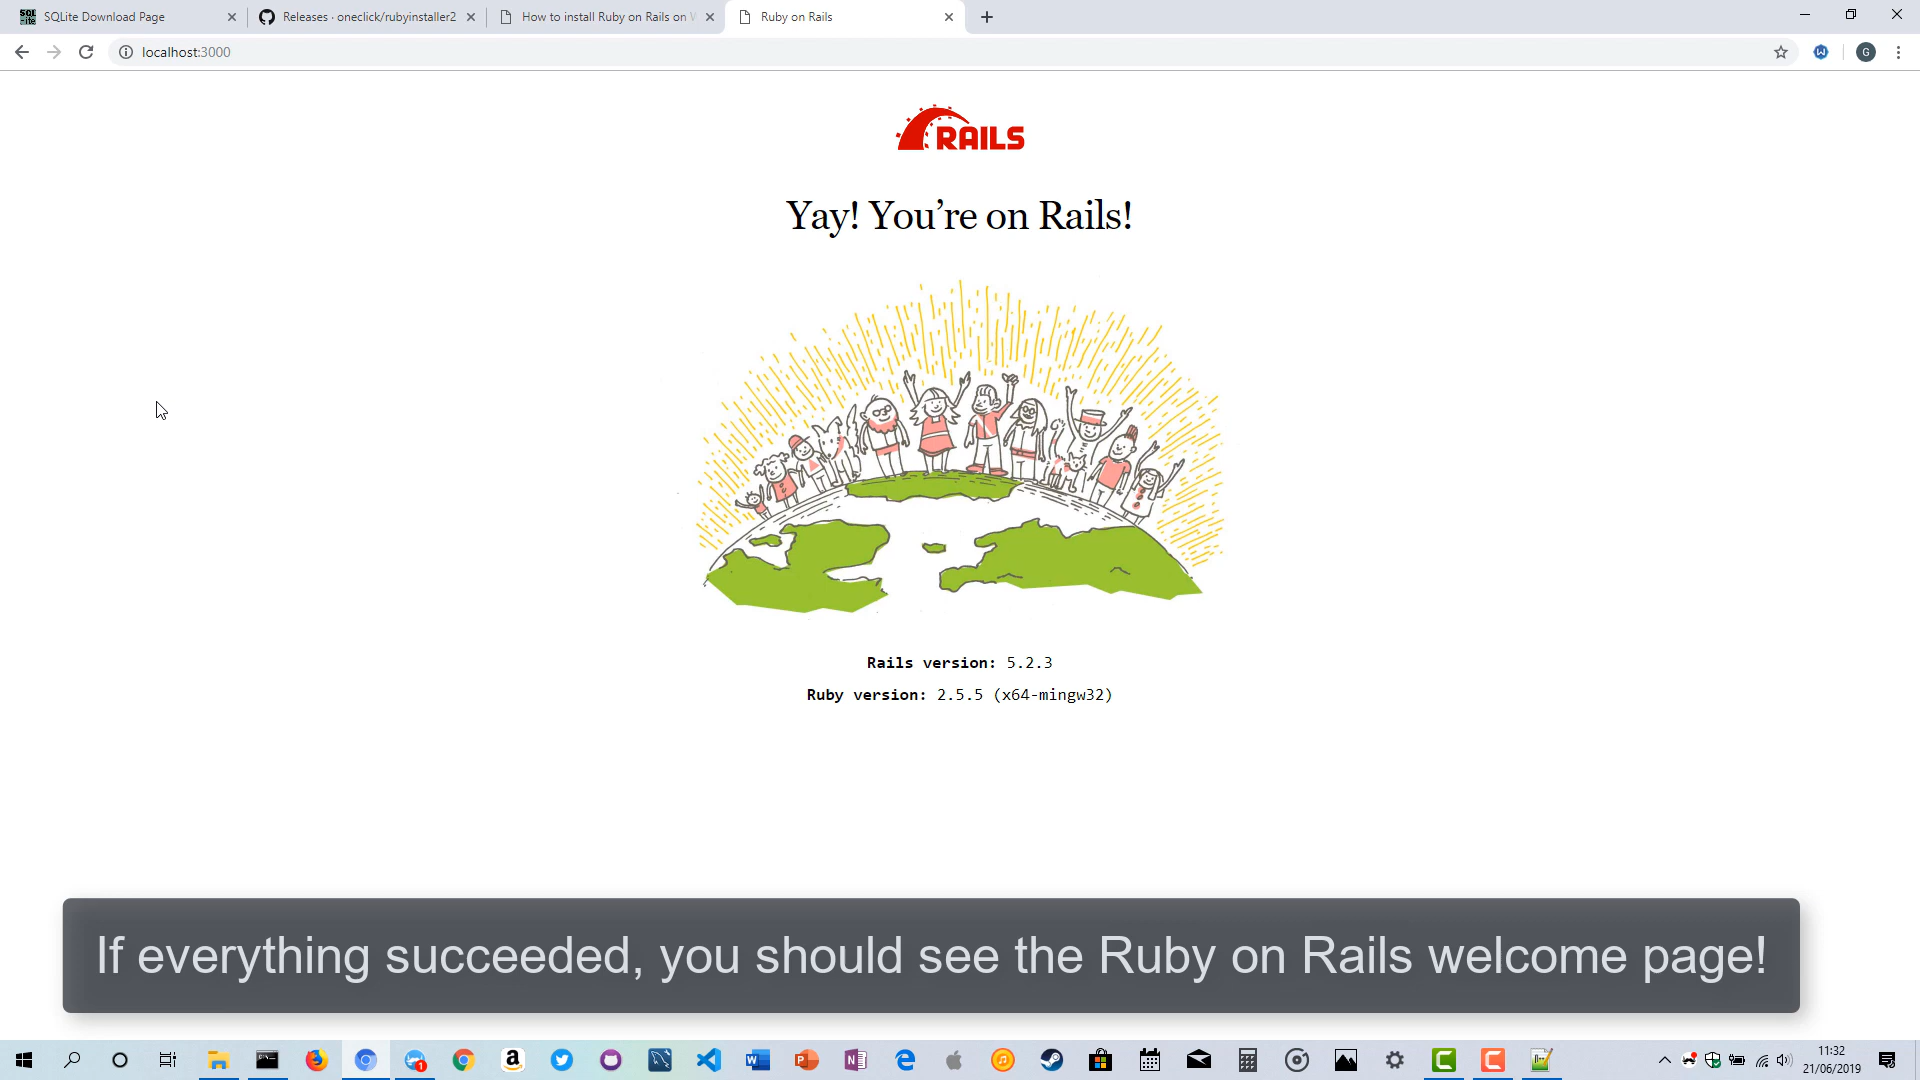 SQLite Download Page
Releases · oneclick/rubyinstaller2
How to install Ruby on Rails on W
Ruby on Rails
localhost:3000
G
RAILS
Yay! You’re on Rails!
Rails version: 5.2.3
Ruby version: 2.5.5 (x64-mingw32)
If everything succeeded, you should see the Ruby on Rails welcome page!
11:32
21/06/2019